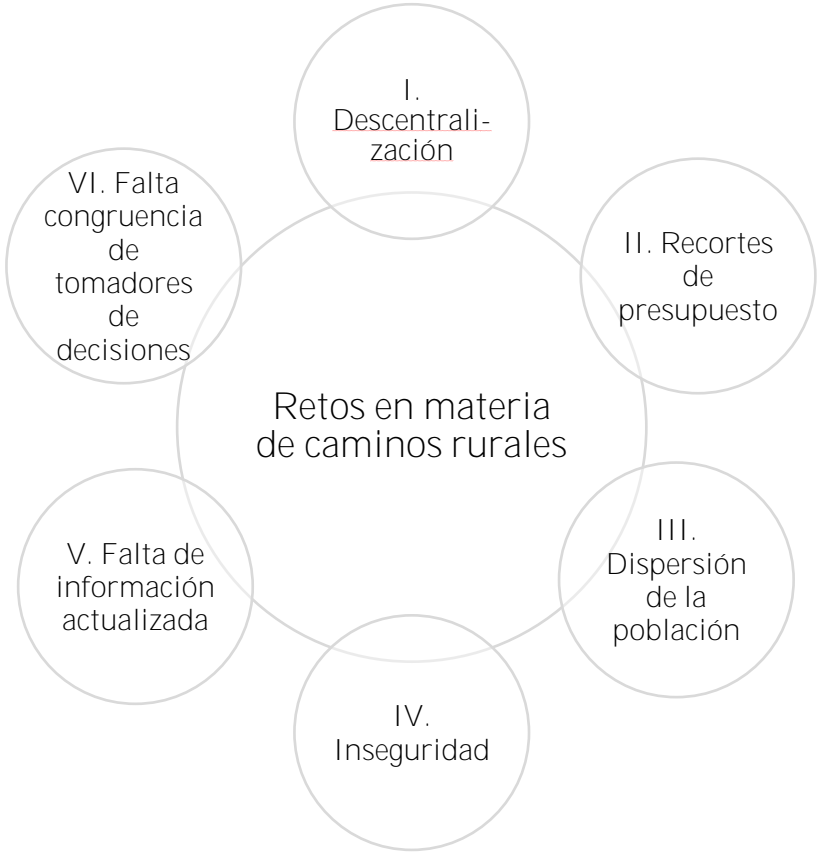 I.
Descentrali-
zación
II. Recortes
de
presupuesto
III.
Dispersión
de la
población
IV.
Inseguridad
V. Falta de
información
actualizada
VI. Falta
congruencia
de
tomadores
de
decisiones
Retos en materia
de caminos rurales